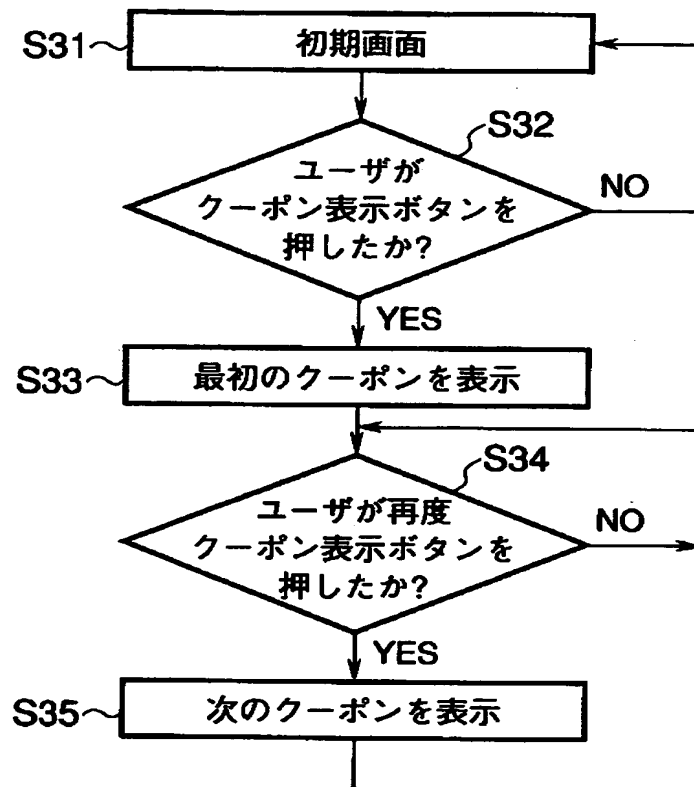 S31
初期画面
S32
ユーザが
クーポン表示ボタンを
押したか?
NO
YES
S33
最初のクーポンを表示
S34
ユーザが再度
クーポン表示ボタンを
押したか?
NO
YES
S35
次のクーポンを表示